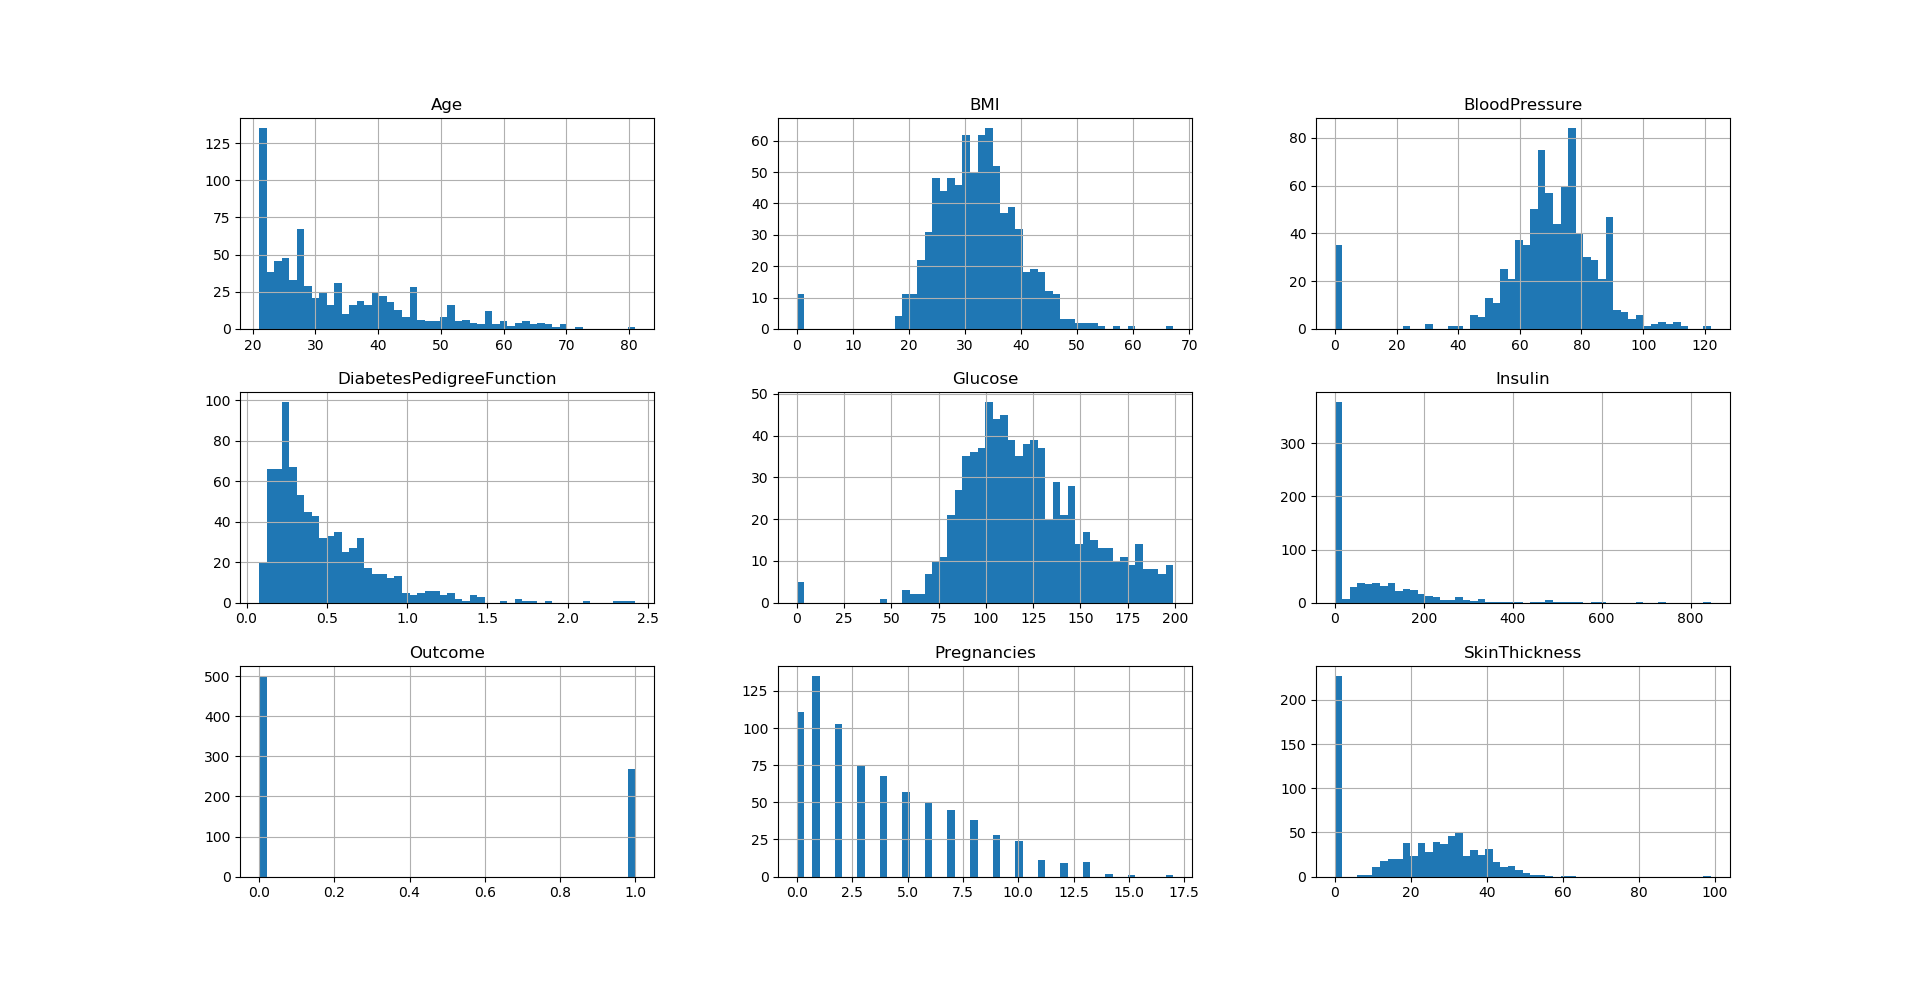 Age
125
100
75
50
25
0
20 30 40 50 60 70 80
BMI
60
50
40
30
20
10
0
0 10 20 30 40 50 60 70
BloodPressure
80
60
40
20
0
0 20 40 60 80 100 120
DiabetesPedigreeFunction
100
80
60
40
20
0
0.0 0.5 1.0 1.5 2.0 2.5
Glucose
50
40
30
20
10
0
0 25 50 75 100 125 150 175 200
Insulin
300
200
100
0
0 200 400 600 800
Outcome
500
400
300
200
100
0
0.0 0.2 0.4 0.6 0.8 1.0
Pregnancies
125
100
75
50
25
0
0.0 2.5 5.0 7.5 10.0 12.5 15.0 17.5
SkinThickness
200
150
100
50
0
0 20 40 60 80 100